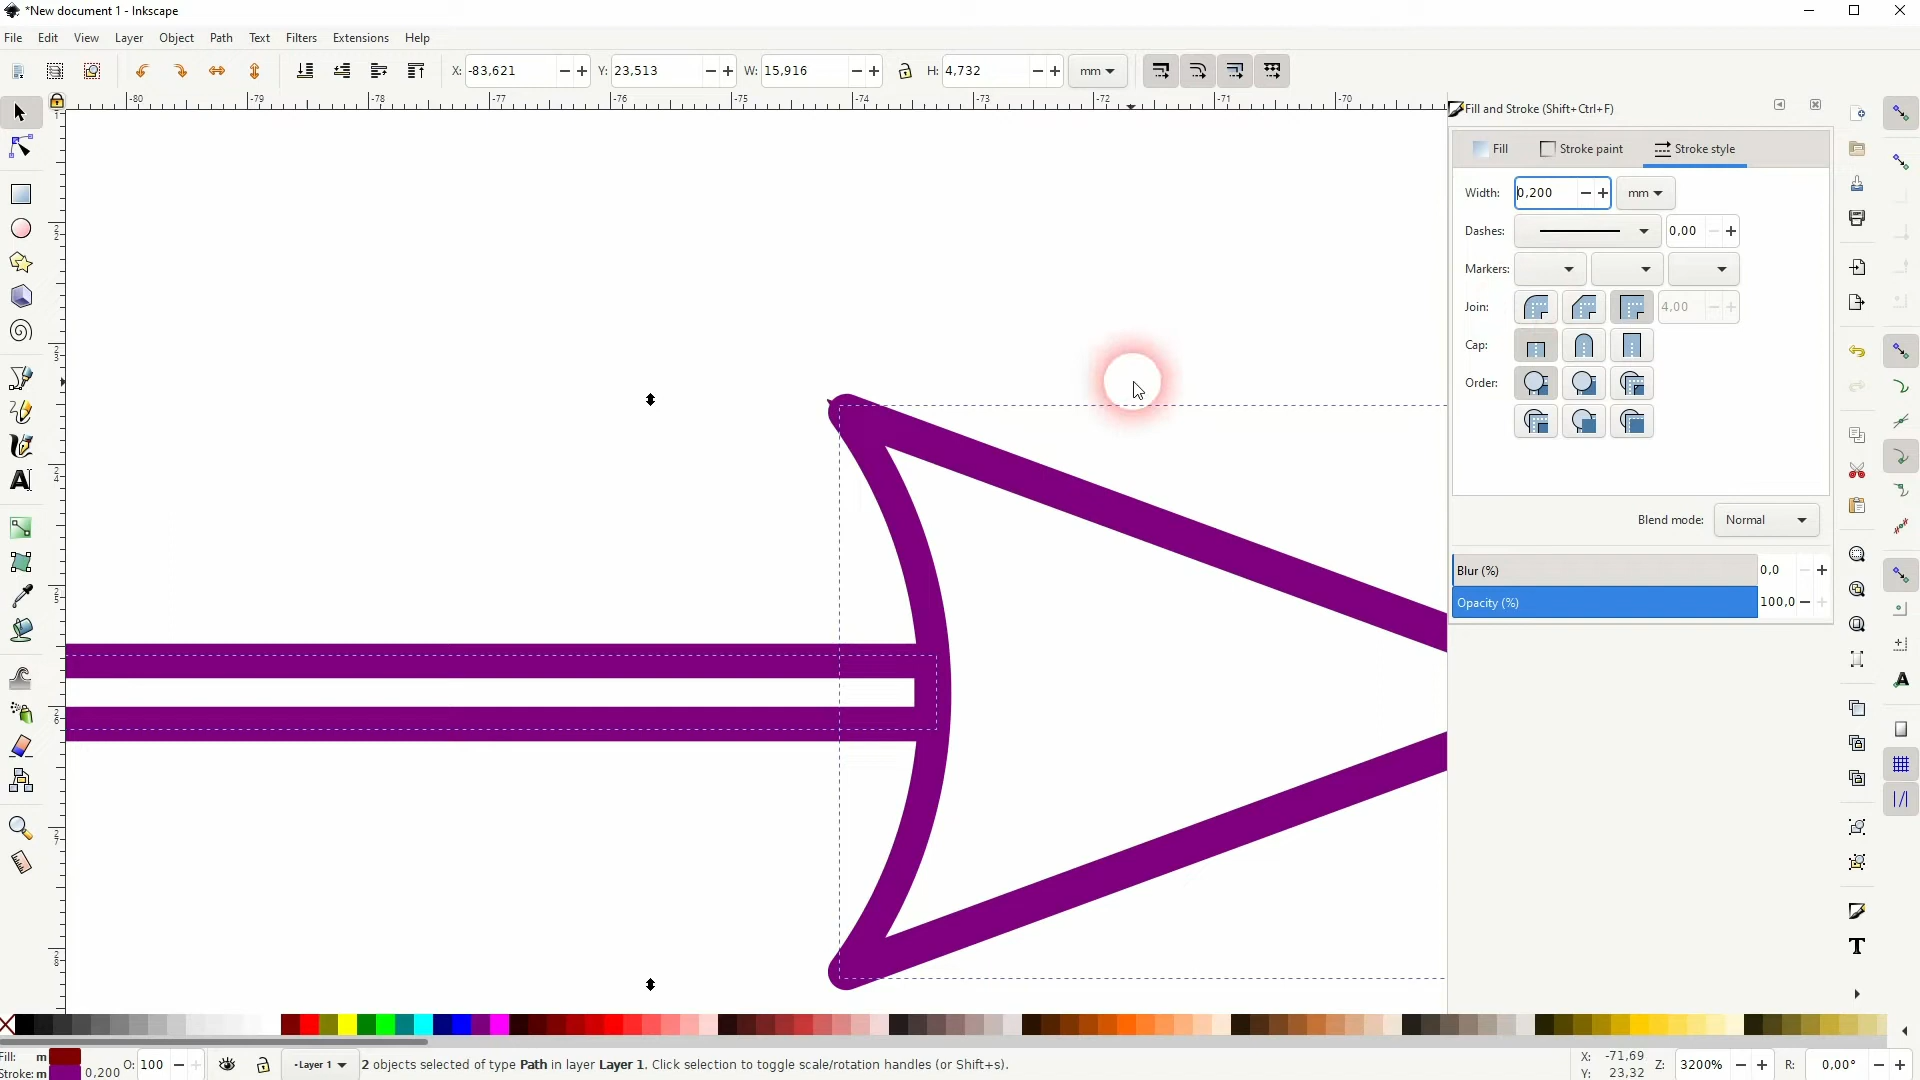 *New document 1 - Inkscape
File Edit View Layer Object Path Text Filters Extensions Help
X: -83,621 Y: 23,513 W: 15,916 H: 4,732 mm
-80 -79 -78 -77 -76 -75 -74 -73 -72 -71 -70
Fill and Stroke (Shift+Ctrl+F)
Fill Stroke paint Stroke style
Width: 0,200 mm
Dashes: 0,00
Markers:
Join: 4,00
Cap:
Order:
Blend mode: Normal
Blur (%) 0,0
Opacity (%) 100,0
Fill: m O: 100 -Layer 1 2 objects selected of type Path in layer Layer 1. Click selection to toggle scale/rotation handles (or Shift+s). X: -71,69 Z: 3200% R: 0,00°
Stroke: m 0,200 Y: 23,32